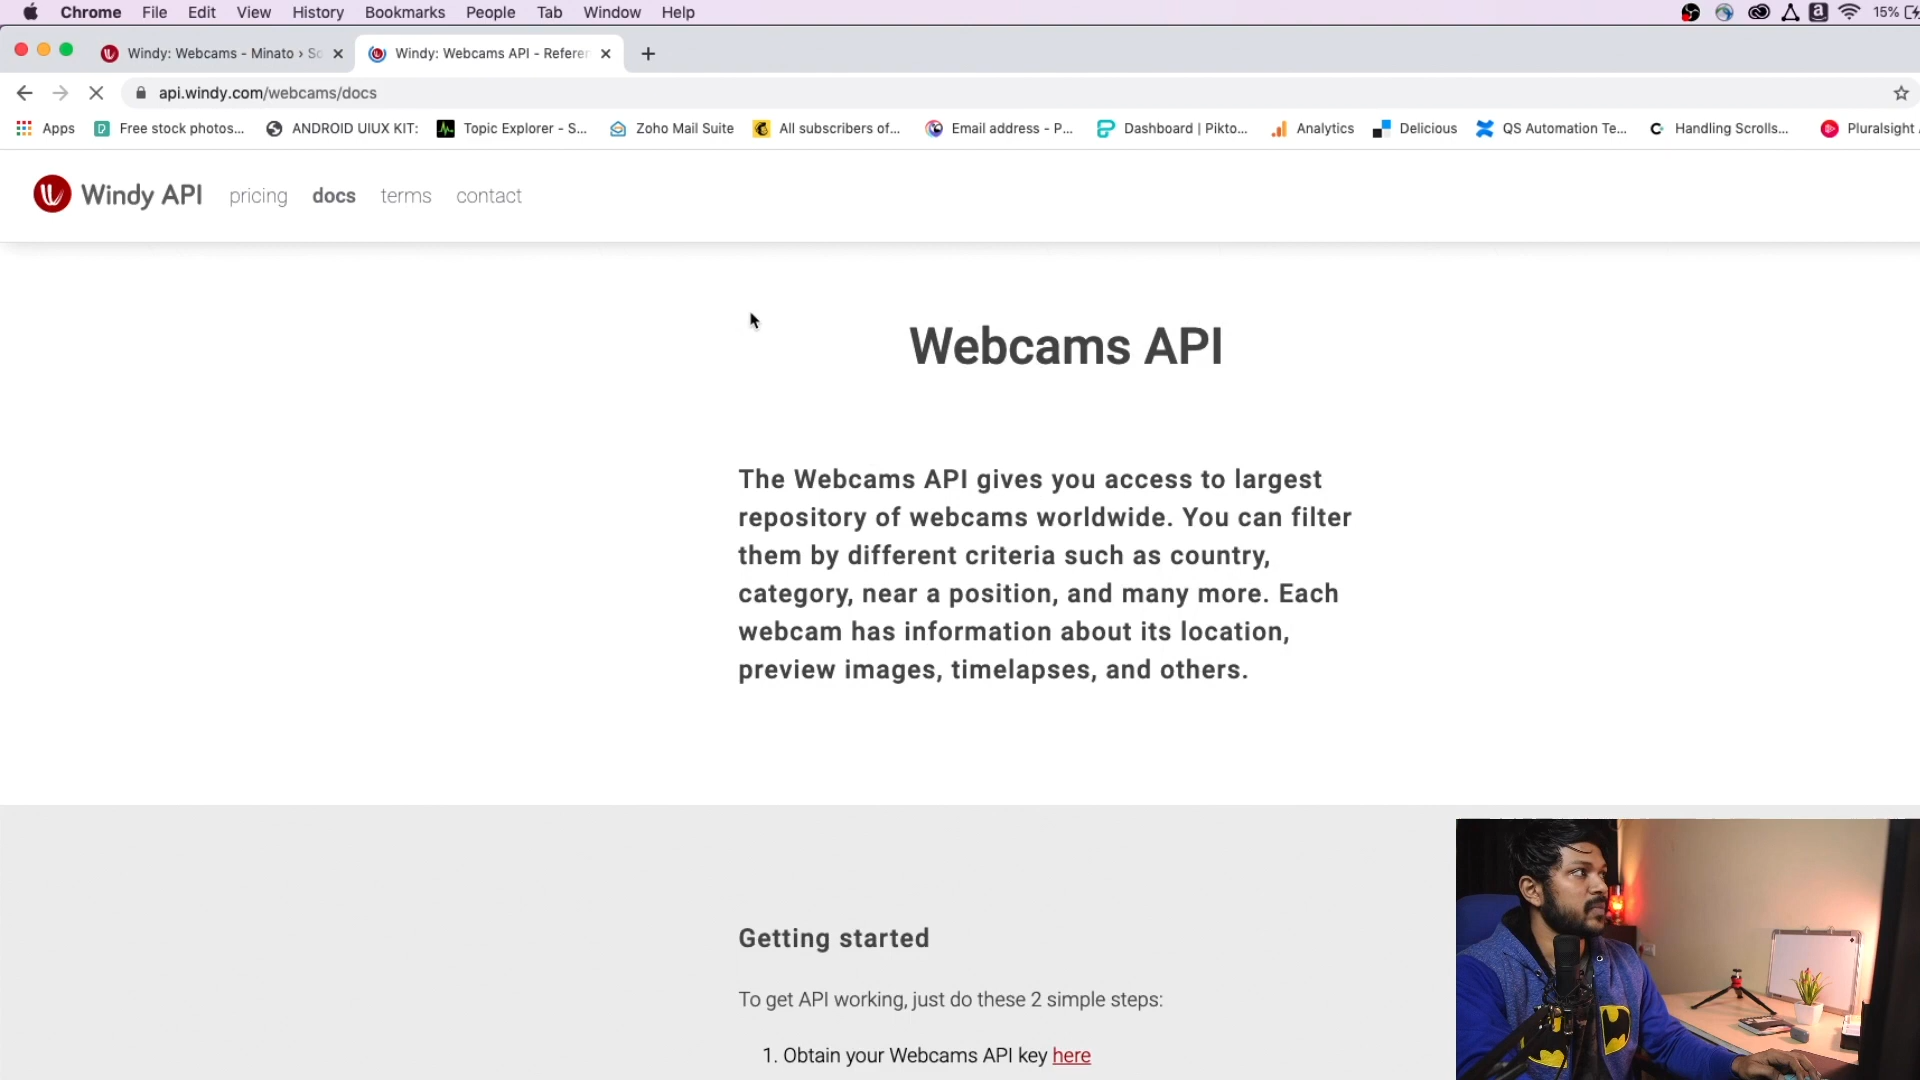 Chrome File Edit View History Bookmarks People Tab Window Help 15%
Windy: Webcams - Minato › Sc
Windy: Webcams API - Referen
api.windy.com/webcams/docs
Apps Free stock photos... ANDROID UIUX KIT: Topic Explorer - S... Zoho Mail Suite All subscribers of... Email address - P... Dashboard | Pikto... Analytics Delicious QS Automation Te... Handling Scrolls... Pluralsight
Windy API pricing docs terms contact
Webcams API
The Webcams API gives you access to largest
repository of webcams worldwide. You can filter
them by different criteria such as country,
category, near a position, and many more. Each
webcam has information about its location,
preview images, timelapses, and others.
Getting started
To get API working, just do these 2 simple steps:
1. Obtain your Webcams API key here